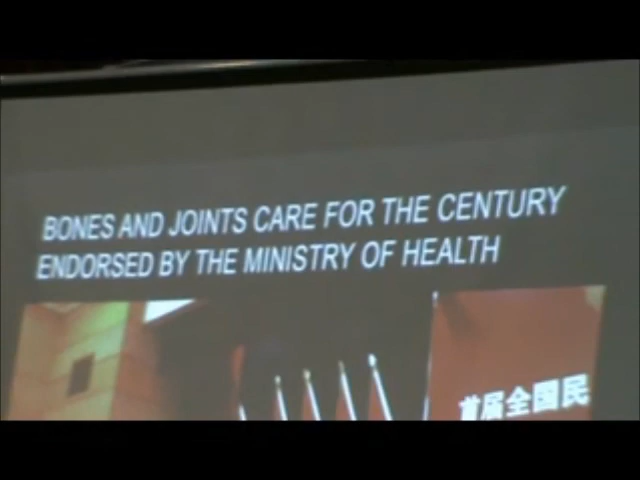 BONES AND JOINTS CARE FOR THE CENTURY
ENDORSED BY THE MINISTRY OF HEALTH
首届全国民